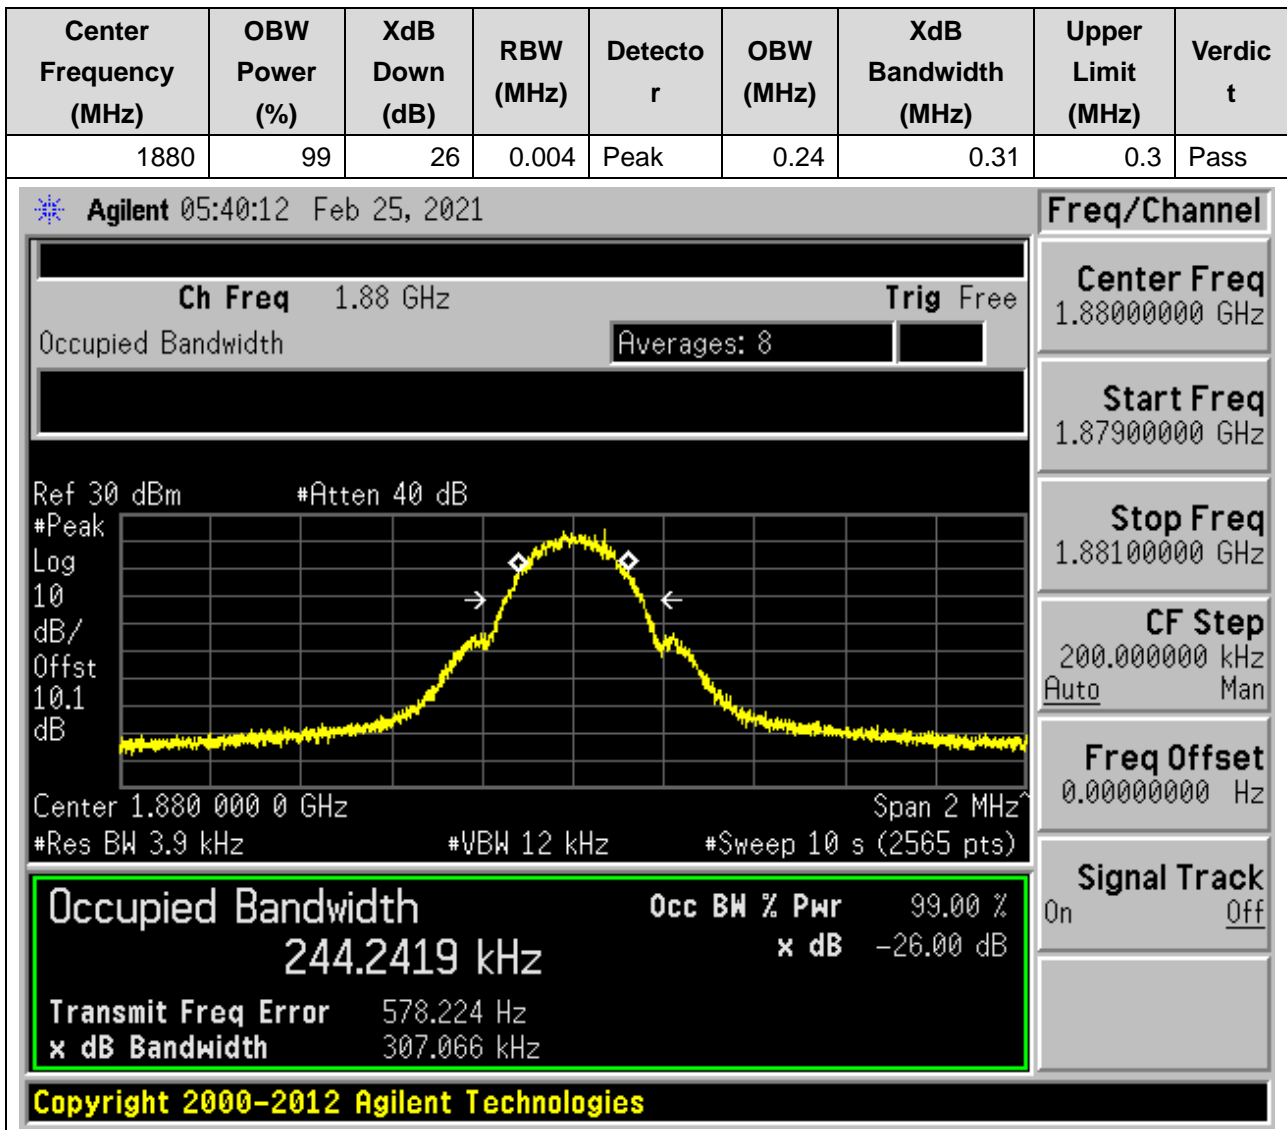 Center Frequency (MHz) OBW Power (%) XdB Down (dB) RBW (MHz) Detecto r OBW (MHz) XdB Bandwidth (MHz) Upper Limit (MHz) Verdic t
1880 99 26 0.004 Peak 0.24 0.31 0.3 Pass
Agilent 05:40:12 Feb 25, 2021
Ch Freq 1.88 GHz Trig Free
Occupied Bandwidth Averages: 8
Ref 30 dBm #Atten 40 dB
#Peak
Log
10
dB/
Offst
10.1
dB
Center 1.880 000 0 GHz Span 2 MHz^
#Res BW 3.9 kHz #VBW 12 kHz #Sweep 10 s (2565 pts)
Occupied Bandwidth Occ BW % Pwr 99.00 %
244.2419 kHz x dB -26.00 dB
Transmit Freq Error 578.224 Hz
x dB Bandwidth 307.066 kHz
Copyright 2000-2012 Agilent Technologies
Freq/Channel
Center Freq
1.88000000 GHz
Start Freq
1.87900000 GHz
Stop Freq
1.88100000 GHz
CF Step
200.000000 kHz
Auto Man
Freq Offset
0.00000000 Hz
Signal Track
On Off